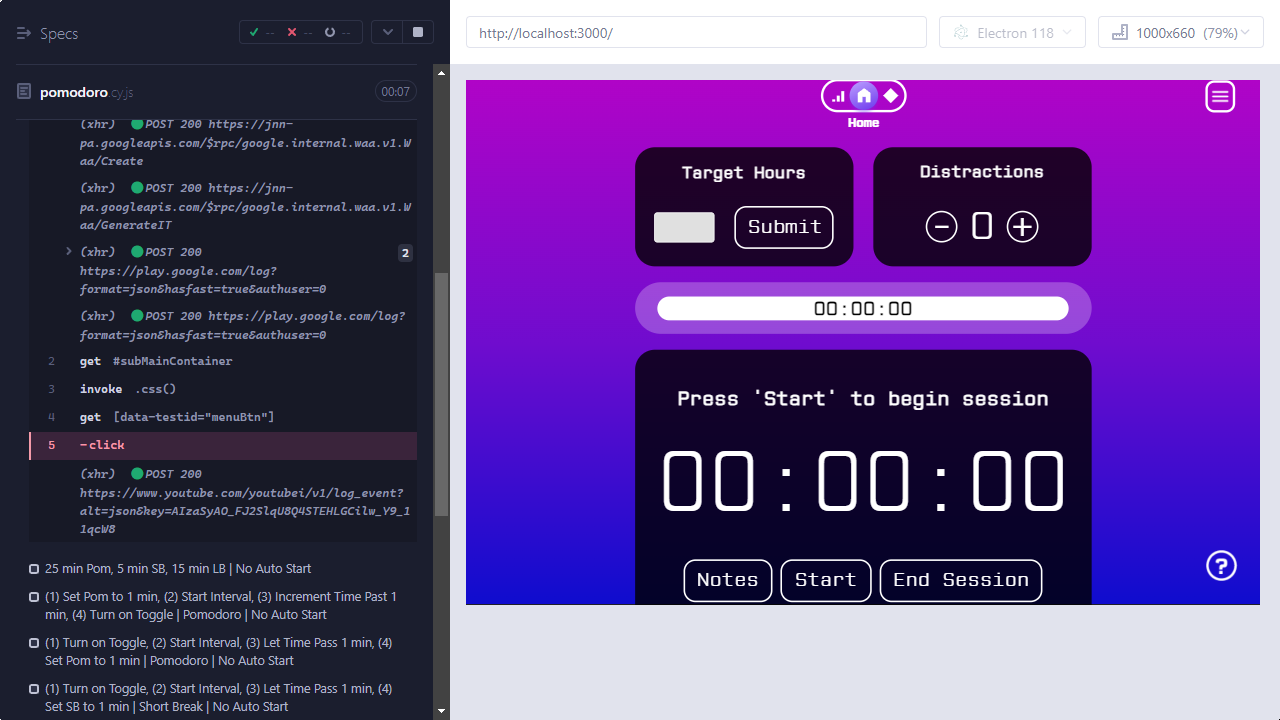 Specs
-- -- --
http://localhost:3000/
Electron 118
1000x660 (79%)
pomodoro.cy.js
00:07
(xhr) POST 200 https://jnn-
pa.googleapis.com/$rpc/google.internal.waa.v1.W
aa/Create
(xhr) POST 200 https://jnn-
pa.googleapis.com/$rpc/google.internal.waa.v1.W
aa/GenerateIT
(xhr) POST 200
2
https://play.google.com/log?
format=json&hasfast=true&authuser=0
(xhr) POST 200 https://play.google.com/log?
format=json&hasfast=true&authuser=0
2 get #subMainContainer
3 invoke .css()
4 get [data-testid="menuBtn"]
5 -click
(xhr) POST 200
https://www.youtube.com/youtubei/v1/log_event?
alt=json&key=AIzaSyAO_FJ2SlqU8Q4STEHLGCilw_Y9_1
1qcW8
25 min Pom, 5 min SB, 15 min LB | No Auto Start
(1) Set Pom to 1 min, (2) Start Interval, (3) Increment Time Past 1
min, (4) Turn on Toggle | Pomodoro | No Auto Start
(1) Turn on Toggle, (2) Start Interval, (3) Let Time Pass 1 min, (4)
Set Pom to 1 min | Pomodoro | No Auto Start
(1) Turn on Toggle, (2) Start Interval, (3) Let Time Pass 1 min, (4)
Set SB to 1 min | Short Break | No Auto Start
Home
Target Hours
Submit
Distractions
− 0 +
00:00:00
Press 'Start' to begin session
00:00:00
Notes
Start
End Session
?